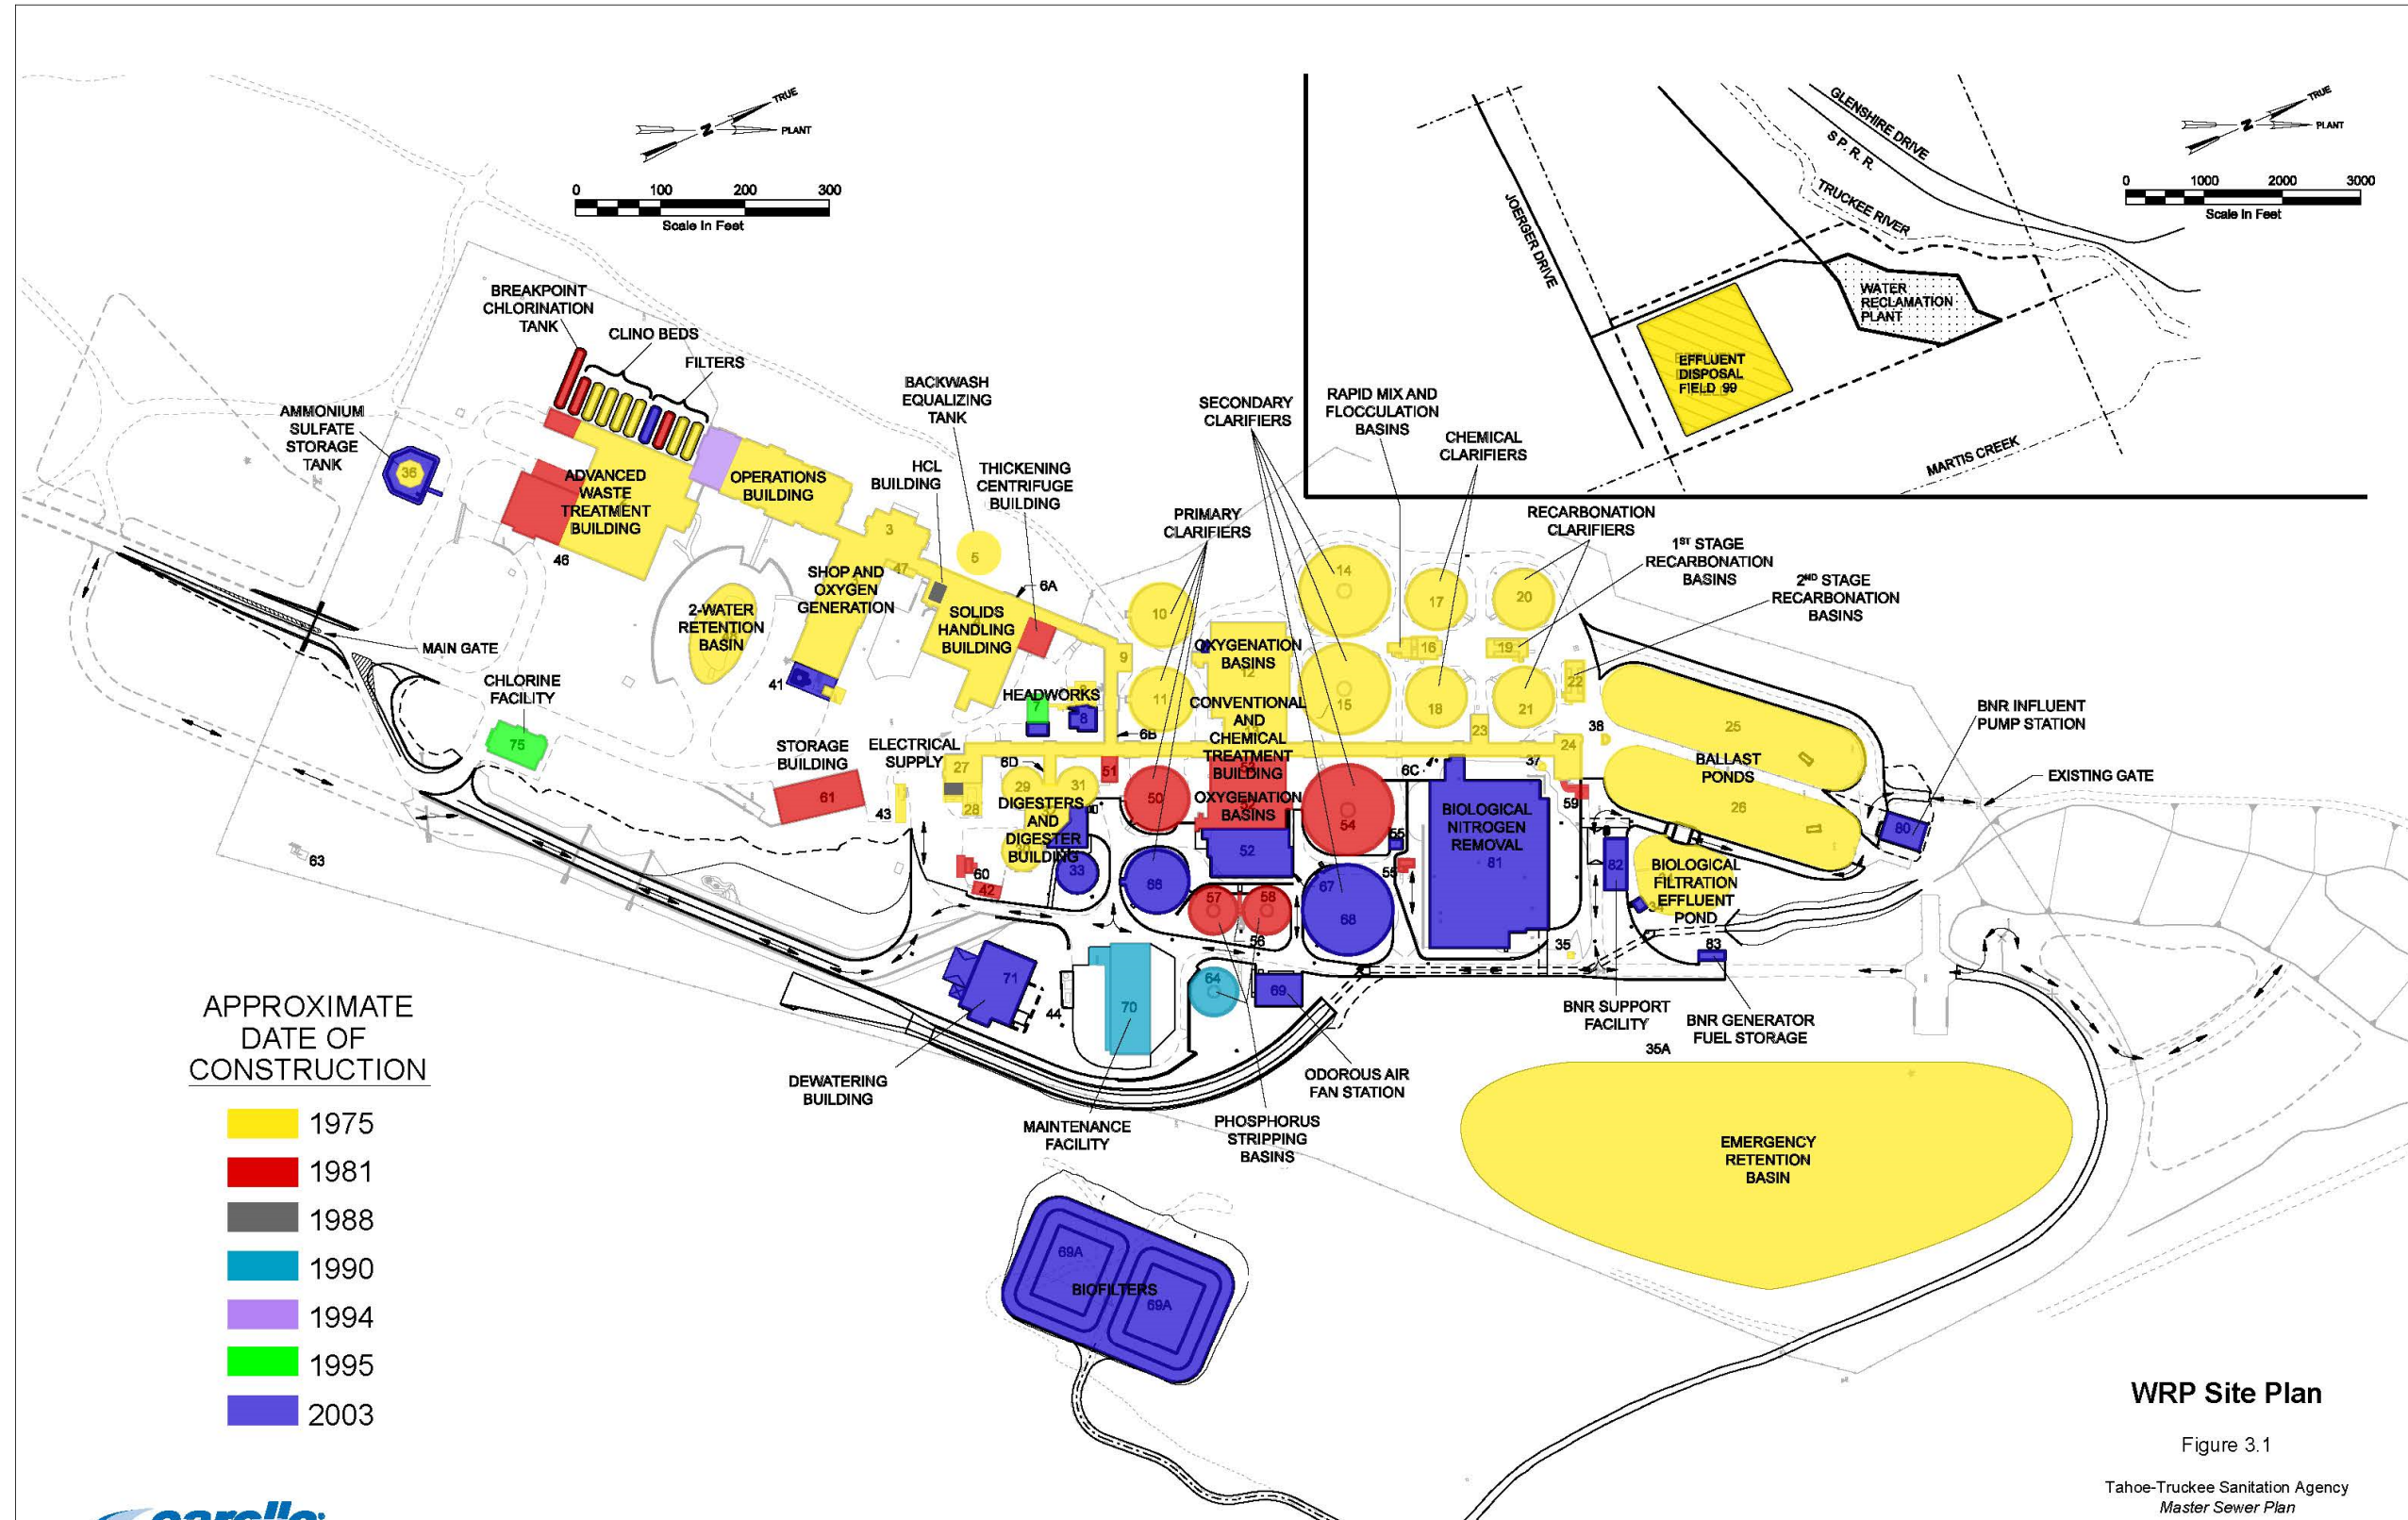 TRUE
N
PLANT
0 100 200 300
Scale In Feet
GLENSHIRE DRIVE
S.P.R.R.
TRUCKEE RIVER
JOERGER DRIVE
TRUE
N
PLANT
0 1000 2000 3000
Scale In Feet
WATER
RECLAMATION
PLANT
EFFLUENT
DISPOSAL
FIELD 99
MARTIS CREEK
BREAKPOINT
CHLORINATION
TANK
CLINO BEDS
FILTERS
AMMONIUM
SULFATE
STORAGE
TANK
36
BACKWASH
EQUALIZING
TANK
HCL
BUILDING
THICKENING
CENTRIFUGE
BUILDING
SECONDARY
CLARIFIERS
RAPID MIX AND
FLOCCULATION
BASINS
CHEMICAL
CLARIFIERS
PRIMARY
CLARIFIERS
RECARBONATION
CLARIFIERS
1ST STAGE
RECARBONATION
BASINS
2ND STAGE
RECARBONATION
BASINS
ADVANCED
WASTE
TREATMENT
BUILDING
46
OPERATIONS
BUILDING
3
47
5
6A
SHOP AND
OXYGEN
GENERATION
2-WATER
RETENTION
BASIN
SOLIDS
HANDLING
BUILDING
41
MAIN GATE
CHLORINE
FACILITY
75
HEADWORKS
7
8
9
10
11
OXYGENATION
BASINS
12
CONVENTIONAL
AND
CHEMICAL
TREATMENT
BUILDING
14
15
16
17
18
19
20
21
22
23
24
38
37
25
BALLAST
PONDS
26
BNR INFLUENT
PUMP STATION
EXISTING GATE
80
STORAGE
BUILDING
61
ELECTRICAL
SUPPLY
43
27
28
6D
6B
6C
29
31
DIGESTERS
AND
DIGESTER
BUILDING
33
51
50
OXYGENATION
BASINS
52
54
55
55
59
BIOLOGICAL
NITROGEN
REMOVAL
81
82
BIOLOGICAL
FILTRATION
EFFLUENT
POND
34
83
35
63
60
42
66
57
58
56
67
68
71
44
70
64
69
DEWATERING
BUILDING
MAINTENANCE
FACILITY
PHOSPHORUS
STRIPPING
BASINS
ODOROUS AIR
FAN STATION
BNR SUPPORT
FACILITY
BNR GENERATOR
FUEL STORAGE
35A
EMERGENCY
RETENTION
BASIN
69A
BIOFILTERS
69A
APPROXIMATE
DATE OF
CONSTRUCTION
1975
1981
1988
1990
1994
1995
2003
WRP Site Plan
Figure 3.1
Tahoe-Truckee Sanitation Agency
Master Sewer Plan